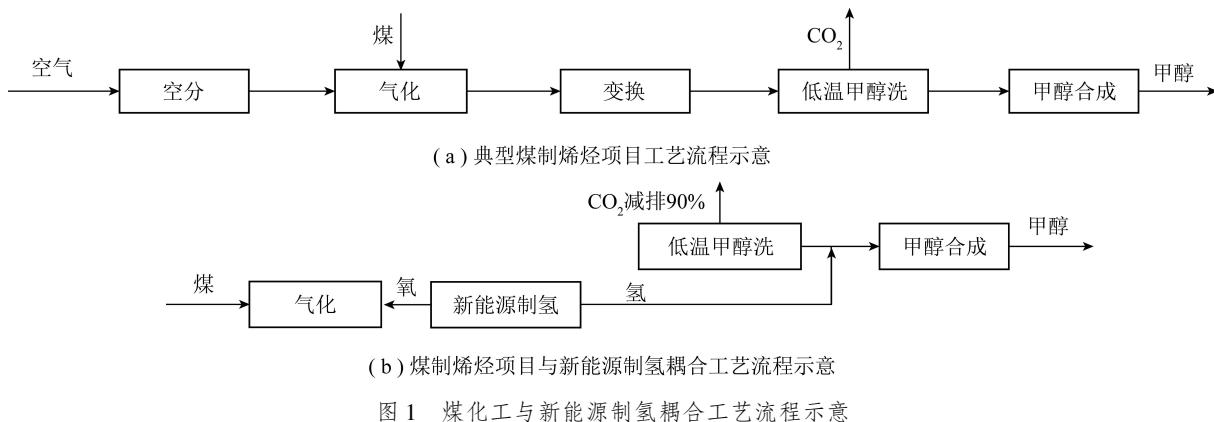 煤
CO₂
空气
空分
气化
变换
低温甲醇洗
甲醇合成
甲醇
( a ) 典型煤制烯烃项目工艺流程示意
CO₂减排90%
低温甲醇洗
甲醇合成
甲醇
煤
气化
氧
新能源制氢
氢
( b ) 煤制烯烃项目与新能源制氢耦合工艺流程示意
图 1 煤化工与新能源制氢耦合工艺流程示意